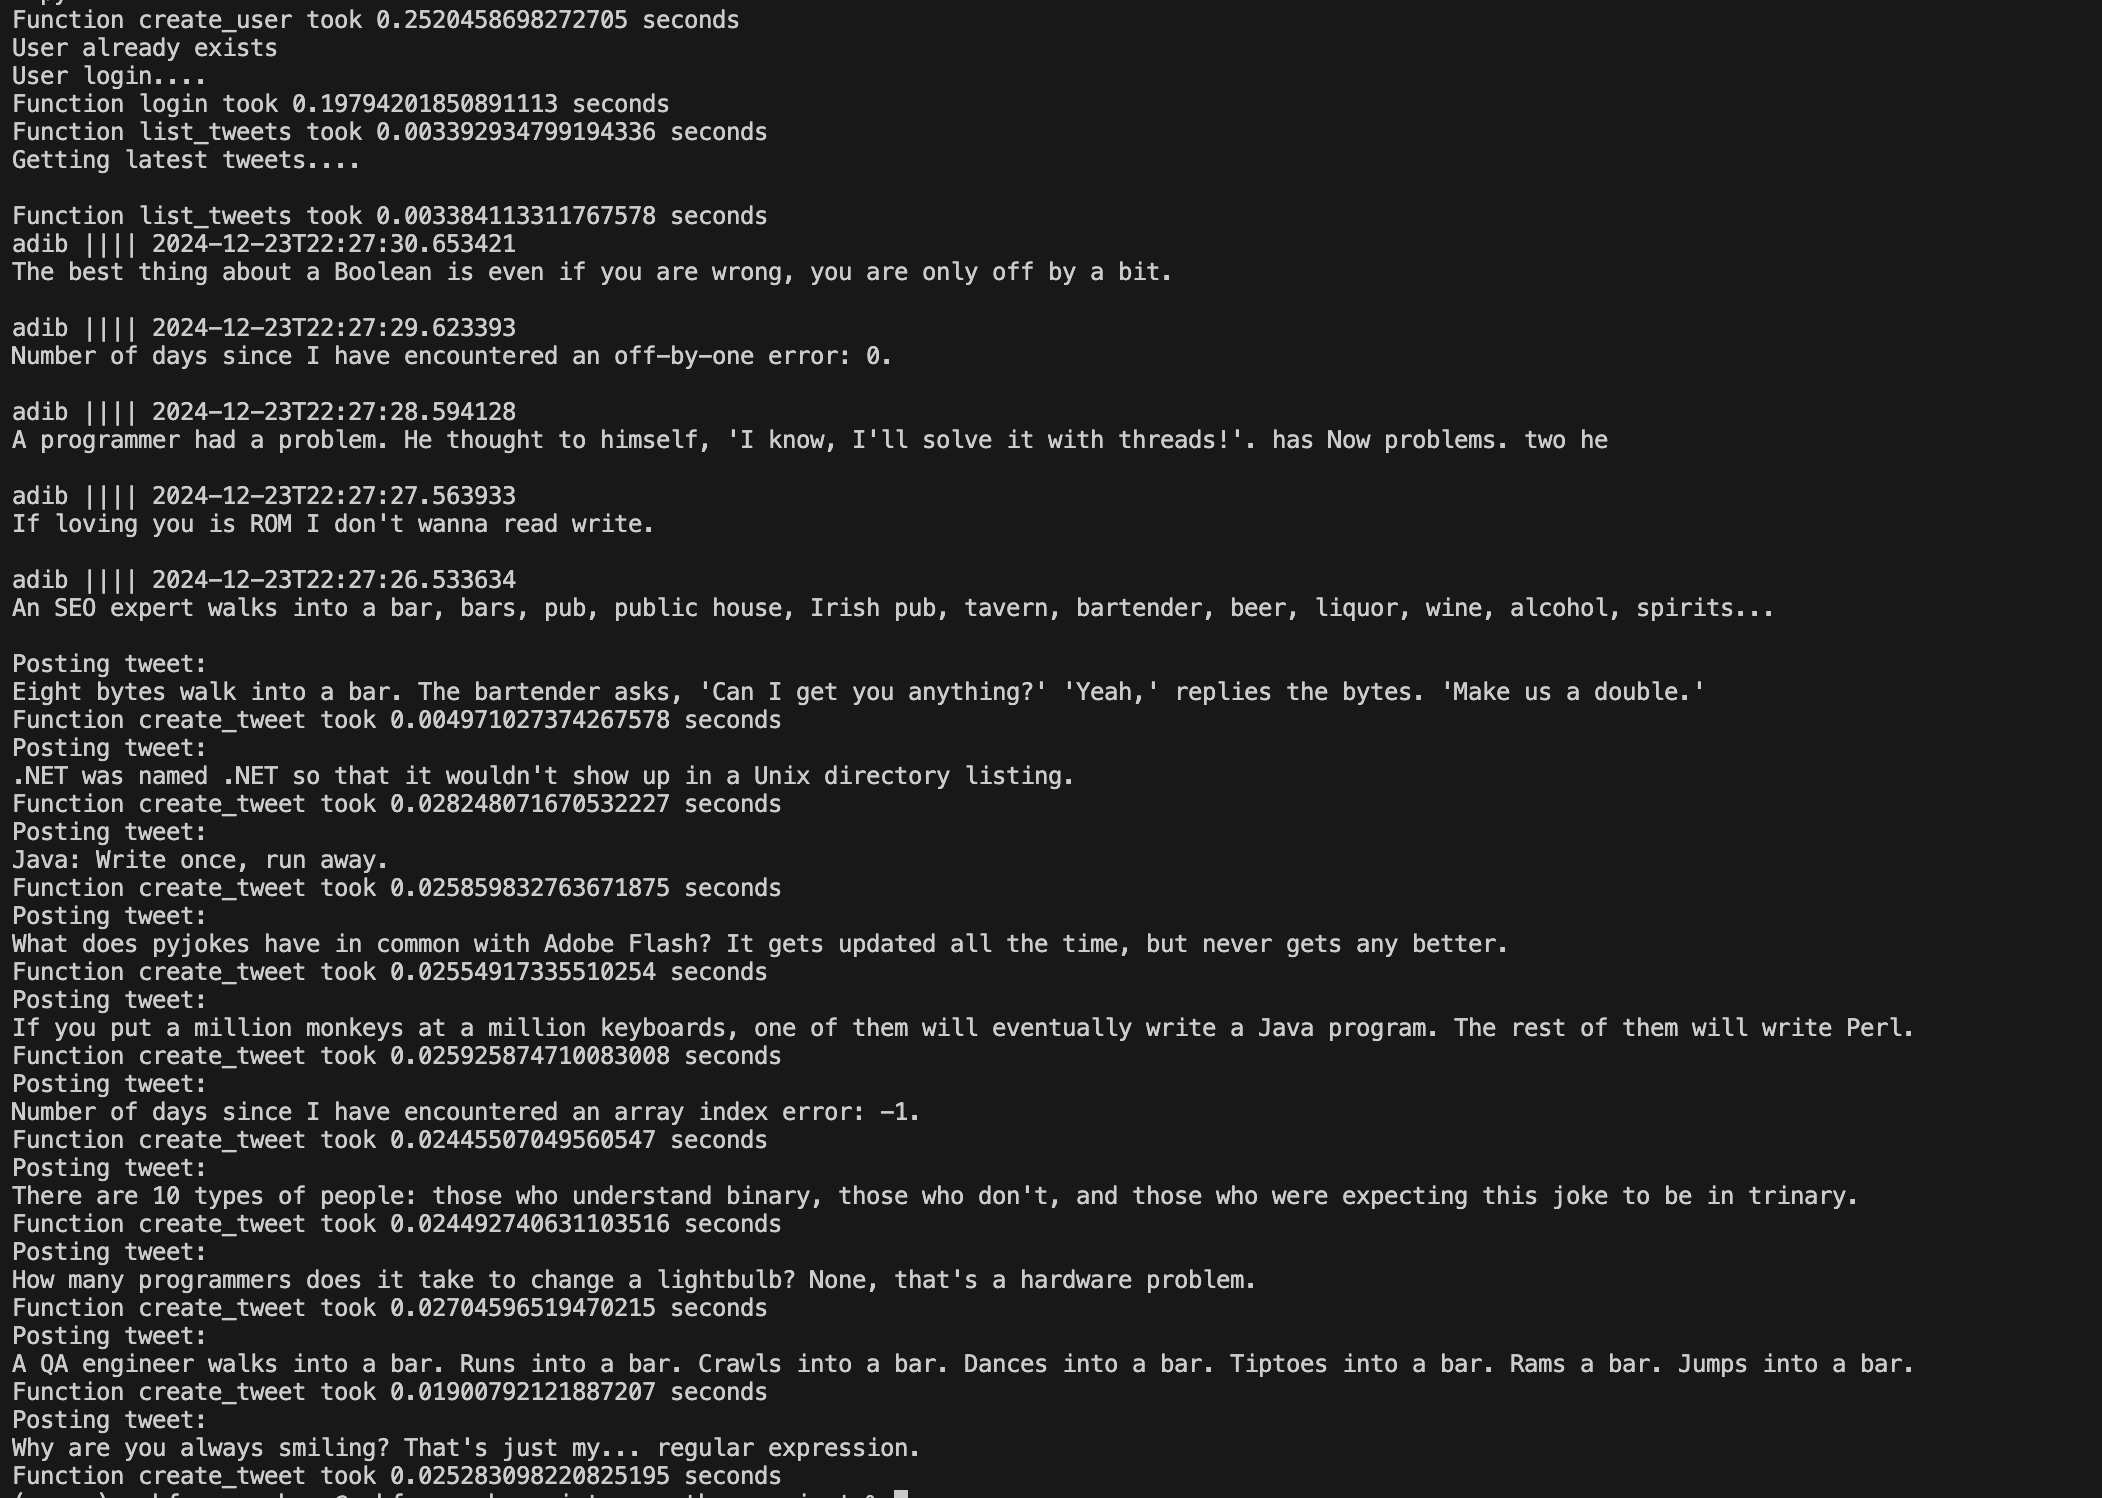 Function create_user took 0.2520458698272705 seconds
User already exists
User login....
Function login took 0.19794201850891113 seconds
Function list_tweets took 0.003392934799194336 seconds
Getting latest tweets....
Function list_tweets took 0.003384113311767578 seconds
adib |||| 2024-12-23T22:27:30.653421
The best thing about a Boolean is even if you are wrong, you are only off by a bit.
adib |||| 2024-12-23T22:27:29.623393
Number of days since I have encountered an off-by-one error: 0.
adib |||| 2024-12-23T22:27:28.594128
A programmer had a problem. He thought to himself, 'I know, I'll solve it with threads!'. has Now problems. two he
adib |||| 2024-12-23T22:27:27.563933
If loving you is ROM I don't wanna read write.
adib |||| 2024-12-23T22:27:26.533634
An SEO expert walks into a bar, bars, pub, public house, Irish pub, tavern, bartender, beer, liquor, wine, alcohol, spirits...
Posting tweet:
Eight bytes walk into a bar. The bartender asks, 'Can I get you anything?' 'Yeah,' replies the bytes. 'Make us a double.'
Function create_tweet took 0.004971027374267578 seconds
Posting tweet:
.NET was named .NET so that it wouldn't show up in a Unix directory listing.
Function create_tweet took 0.028248071670532227 seconds
Posting tweet:
Java: Write once, run away.
Function create_tweet took 0.025859832763671875 seconds
Posting tweet:
What does pyjokes have in common with Adobe Flash? It gets updated all the time, but never gets any better.
Function create_tweet took 0.02554917335510254 seconds
Posting tweet:
If you put a million monkeys at a million keyboards, one of them will eventually write a Java program. The rest of them will write Perl.
Function create_tweet took 0.025925874710083008 seconds
Posting tweet:
Number of days since I have encountered an array index error: -1.
Function create_tweet took 0.02445507049560547 seconds
Posting tweet:
There are 10 types of people: those who understand binary, those who don't, and those who were expecting this joke to be in trinary.
Function create_tweet took 0.024492740631103516 seconds
Posting tweet:
How many programmers does it take to change a lightbulb? None, that's a hardware problem.
Function create_tweet took 0.02704596519470215 seconds
Posting tweet:
A QA engineer walks into a bar. Runs into a bar. Crawls into a bar. Dances into a bar. Tiptoes into a bar. Rams a bar. Jumps into a bar.
Function create_tweet took 0.01900792121887207 seconds
Posting tweet:
Why are you always smiling? That's just my... regular expression.
Function create_tweet took 0.025283098220825195 seconds